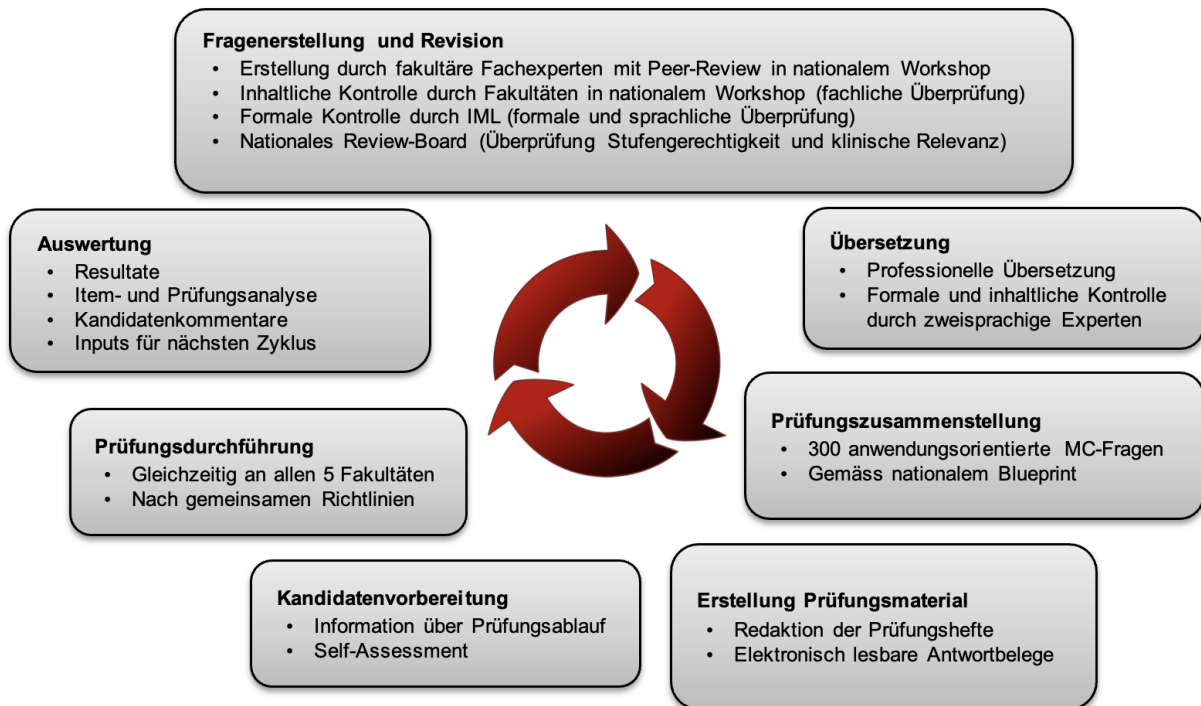 Fragenerstellung und Revision
• Erstellung durch fakultäre Fachexperten mit Peer-Review in nationalem Workshop
• Inhaltliche Kontrolle durch Fakultäten in nationalem Workshop (fachliche Überprüfung)
• Formale Kontrolle durch IML (formale und sprachliche Überprüfung)
• Nationales Review-Board (Überprüfung Stufengerechtigkeit und klinische Relevanz)
Übersetzung
• Professionelle Übersetzung
• Formale und inhaltliche Kontrolle
durch zweisprachige Experten
Prüfungszusammenstellung
• 300 anwendungsorientierte MC-Fragen
• Gemäss nationalem Blueprint
Erstellung Prüfungsmaterial
• Redaktion der Prüfungshefte
• Elektronisch lesbare Antwortbelege
Kandidatenvorbereitung
• Information über Prüfungsablauf
• Self-Assessment
Prüfungsdurchführung
• Gleichzeitig an allen 5 Fakultäten
• Nach gemeinsamen Richtlinien
Auswertung
• Resultate
• Item- und Prüfungsanalyse
• Kandidatenkommentare
• Inputs für nächsten Zyklus